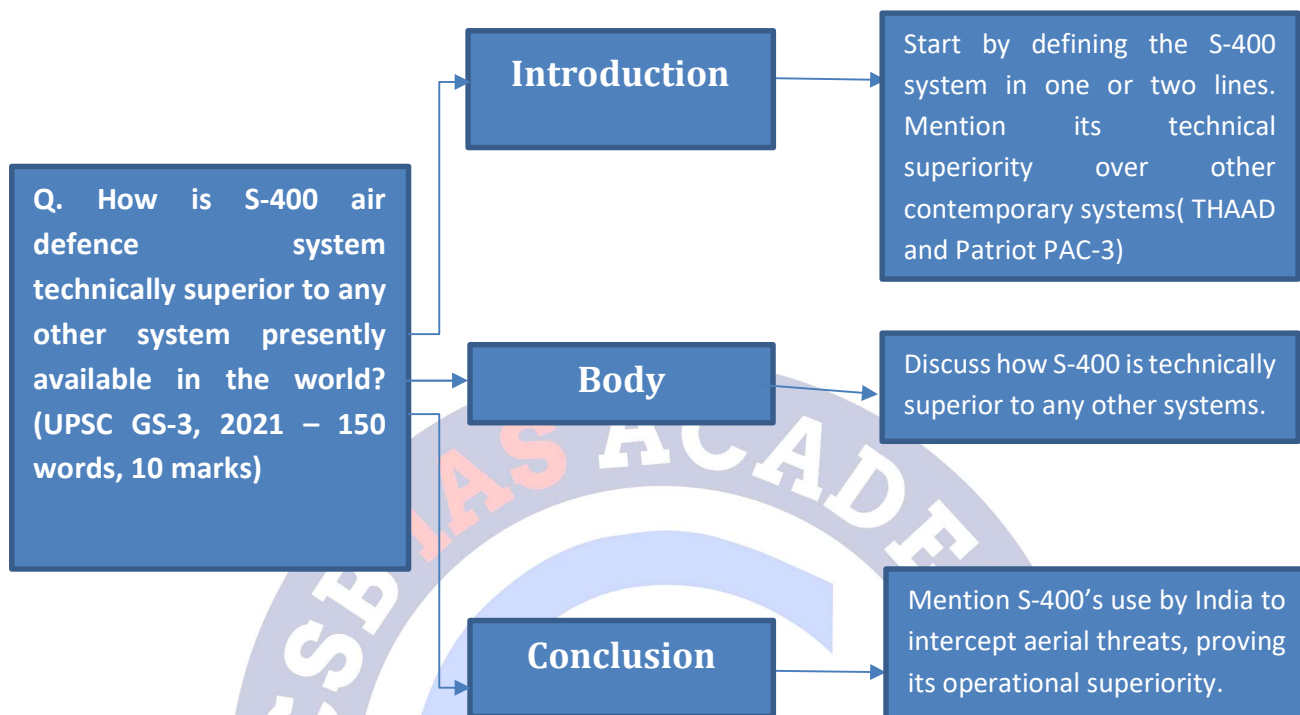 Q. How is S-400 air
defence system
technically superior to any
other system presently
available in the world?
(UPSC GS-3, 2021 – 150
words, 10 marks)
Introduction
Start by defining the S-400
system in one or two lines.
Mention its technical
superiority over other
contemporary systems( THAAD
and Patriot PAC-3)
Body
Discuss how S-400 is technically
superior to any other systems.
Conclusion
Mention S-400’s use by India to
intercept aerial threats, proving
its operational superiority.
IAS ACADE